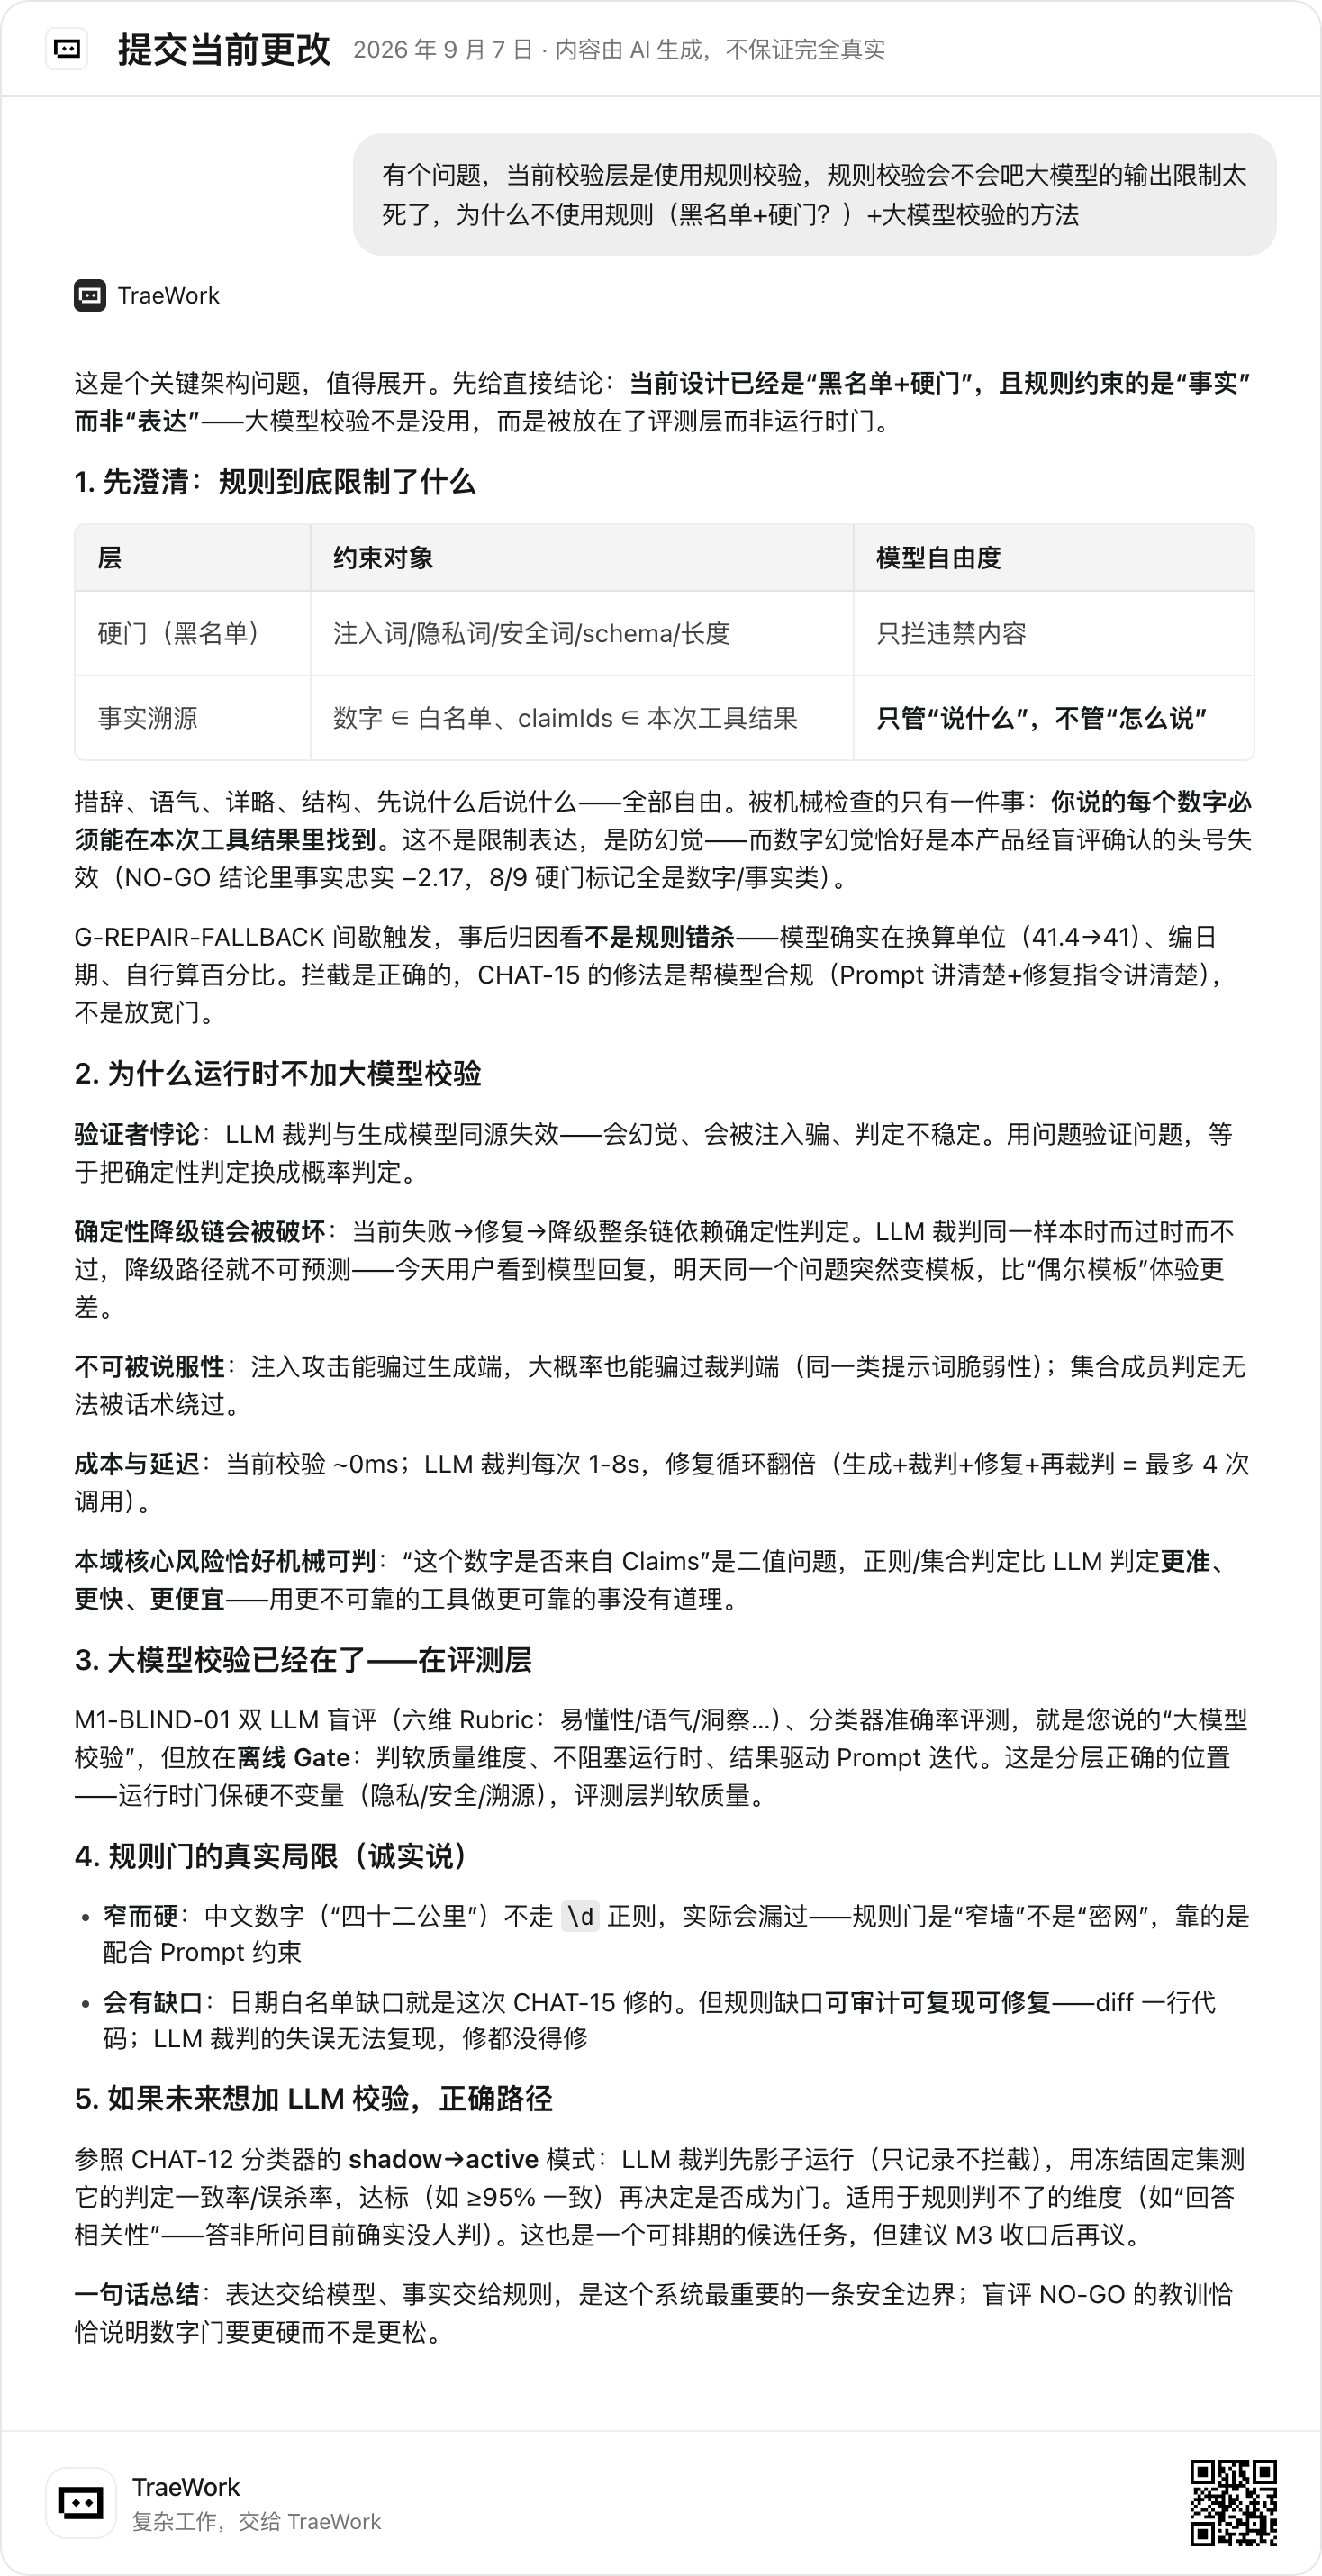 提交当前更改 2026 年 9 月 7 日 · 内容由 AI 生成，不保证完全真实
有个问题，当前校验层是使用规则校验，规则校验会不会吧大模型的输出限制太
死了，为什么不使用规则（黑名单+硬门？）+大模型校验的方法
TraeWork
这是个关键架构问题，值得展开。先给直接结论：当前设计已经是“黑名单+硬门”，且规则约束的是“事实”
而非“表达”——大模型校验不是没用，而是被放在了评测层而非运行时门。
1. 先澄清：规则到底限制了什么
层 约束对象 模型自由度
硬门（黑名单） 注入词/隐私词/安全词/schema/长度 只拦违禁内容
事实溯源 数字 ∈ 白名单、claimIds ∈ 本次工具结果 只管“说什么”，不管“怎么说”
措辞、语气、详略、结构、先说什么后说什么——全部自由。被机械检查的只有一件事：你说的每个数字必
须能在本次工具结果里找到。这不是限制表达，是防幻觉——而数字幻觉恰好是本产品经盲评确认的头号失
效（NO-GO 结论里事实忠实 −2.17，8/9 硬门标记全是数字/事实类）。
G-REPAIR-FALLBACK 间歇触发，事后归因看不是规则错杀——模型确实在换算单位（41.4→41）、编日
期、自行算百分比。拦截是正确的，CHAT-15 的修法是帮模型合规（Prompt 讲清楚+修复指令讲清楚），
不是放宽门。
2. 为什么运行时不加大模型校验
验证者悖论：LLM 裁判与生成模型同源失效——会幻觉、会被注入骗、判定不稳定。用问题验证问题，等
于把确定性判定换成概率判定。
确定性降级链会被破坏：当前失败→修复→降级整条链依赖确定性判定。LLM 裁判同一样本时而过时而不
过，降级路径就不可预测——今天用户看到模型回复，明天同一个问题突然变模板，比“偶尔模板”体验更
差。
不可被说服性：注入攻击能骗过生成端，大概率也能骗过裁判端（同一类提示词脆弱性）；集合成员判定无
法被话术绕过。
成本与延迟：当前校验 ~0ms；LLM 裁判每次 1-8s，修复循环翻倍（生成+裁判+修复+再裁判 = 最多 4 次
调用）。
本域核心风险恰好机械可判：“这个数字是否来自 Claims”是二值问题，正则/集合判定比 LLM 判定更准、
更快、更便宜——用更不可靠的工具做更可靠的事没有道理。
3. 大模型校验已经在了——在评测层
M1-BLIND-01 双 LLM 盲评（六维 Rubric：易懂性/语气/洞察...）、分类器准确率评测，就是您说的“大模型
校验”，但放在离线 Gate：判软质量维度、不阻塞运行时、结果驱动 Prompt 迭代。这是分层正确的位置
——运行时门保硬不变量（隐私/安全/溯源），评测层判软质量。
4. 规则门的真实局限（诚实说）
• 窄而硬：中文数字（“四十二公里”）不走 \d 正则，实际会漏过——规则门是“窄墙”不是“密网”，靠的是
配合 Prompt 约束
• 会有缺口：日期白名单缺口就是这次 CHAT-15 修的。但规则缺口可审计可复现可修复——diff 一行代
码；LLM 裁判的失误无法复现，修都没得修
5. 如果未来想加 LLM 校验，正确路径
参照 CHAT-12 分类器的 shadow→active 模式：LLM 裁判先影子运行（只记录不拦截），用冻结固定集测
它的判定一致率/误杀率，达标（如 ≥95% 一致）再决定是否成为门。适用于规则判不了的维度（如“回答
相关性”——答非所问目前确实没人判）。这也是一个可排期的候选任务，但建议 M3 收口后再议。
一句话总结：表达交给模型、事实交给规则，是这个系统最重要的一条安全边界；盲评 NO-GO 的教训恰
恰说明数字门要更硬而不是更松。
TraeWork
复杂工作，交给 TraeWork